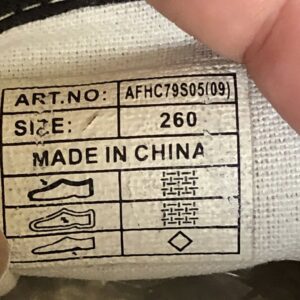 ART.NO: AFHC79S05(09)
SIZE: 260
MADE IN CHINA